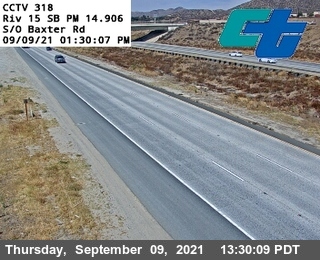 CCTV 318
Riv 15 SB PM 14.906
S/O Baxter Rd
09/09/21 01:30:07 PM
ct
Thursday, September 09, 2021 13:30:09 PDT